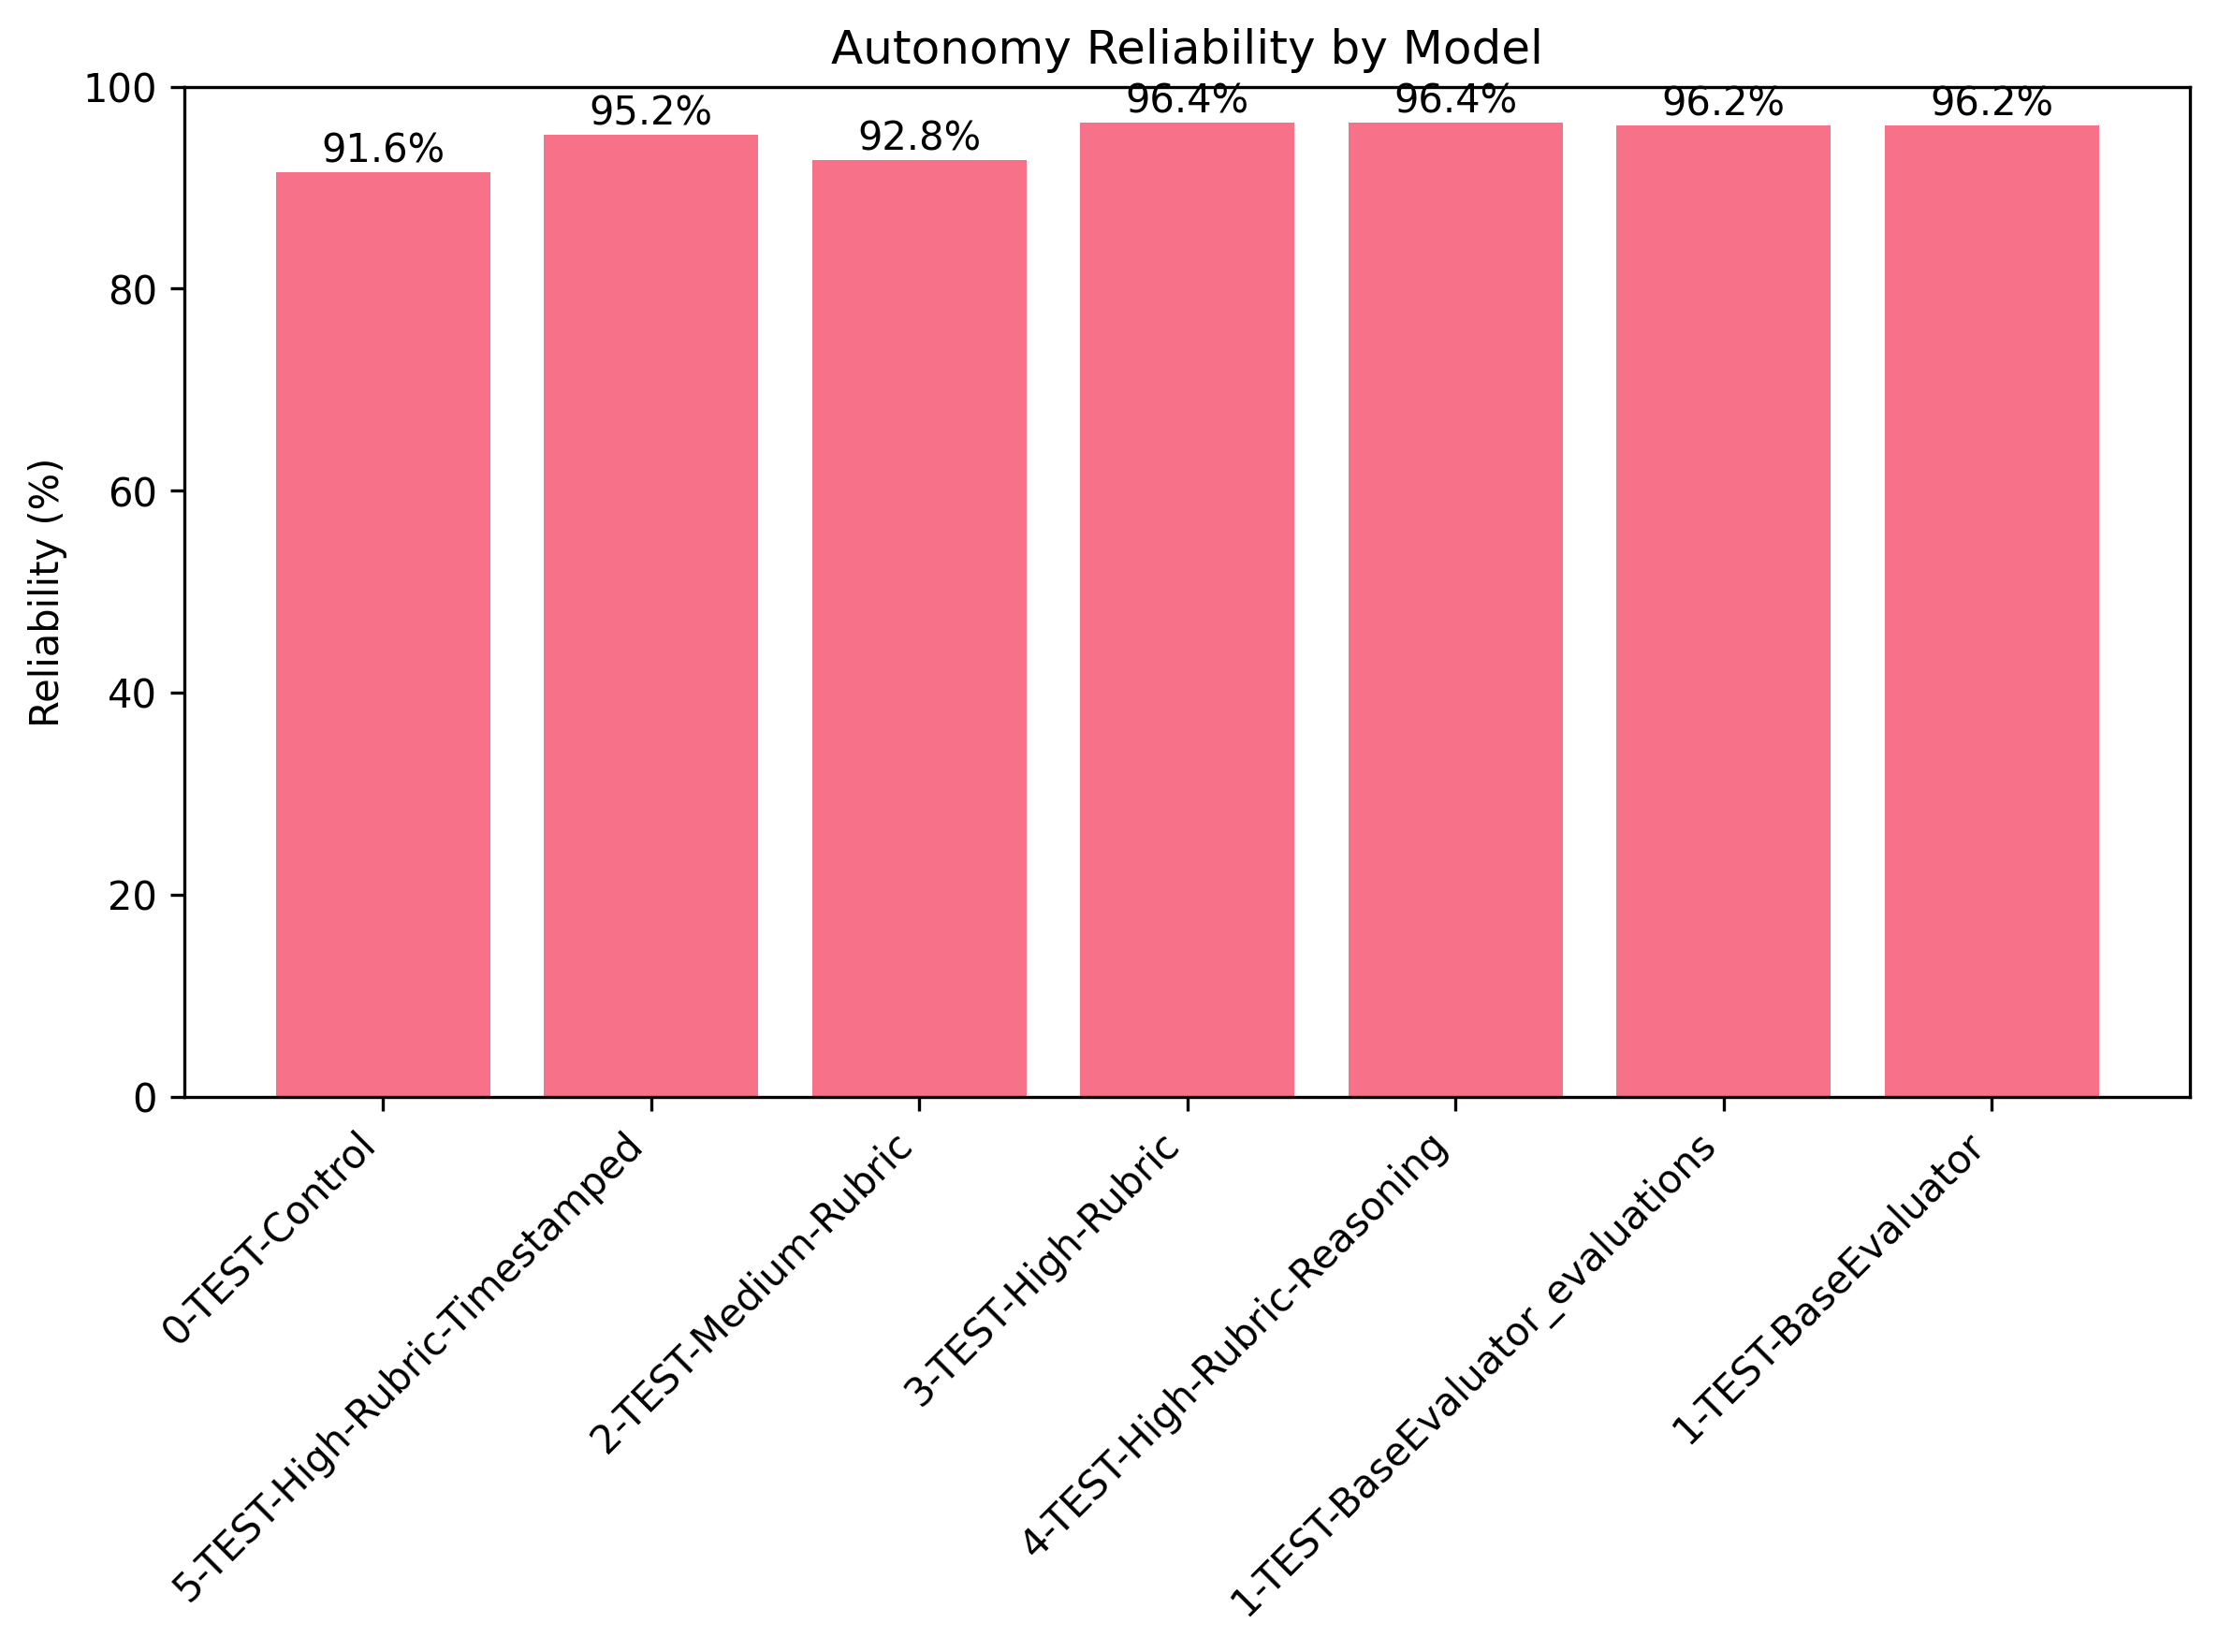 Autonomy Reliability by Model
Reliability (%)
100
80
60
40
20
0
91.6%
95.2%
92.8%
96.4%
96.4%
96.2%
96.2%
0-TEST-Control
5-TEST-High-Rubric-Timestamped
2-TEST-Medium-Rubric
3-TEST-High-Rubric
4-TEST-High-Rubric-Reasoning
1-TEST-BaseEvaluator_evaluations
1-TEST-BaseEvaluator